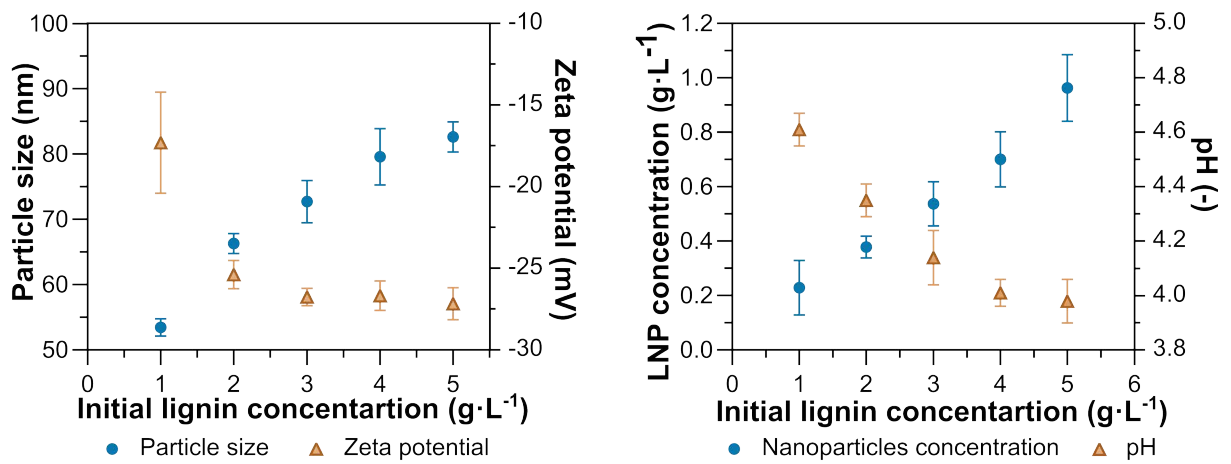 Particle size (nm)
100
90
80
70
60
50
0 1 2 3 4 5
-10
-15
-20
-25
-30
Zeta potential (mV)
Initial lignin concentartion (g·L⁻¹)
Particle size Zeta potential
LNP concentration (g·L⁻¹)
1.2
1.0
0.8
0.6
0.4
0.2
0.0
0 1 2 3 4 5 6
5.0
4.8
4.6
4.4
4.2
4.0
3.8
pH (-)
Initial lignin concentartion (g·L⁻¹)
Nanoparticles concentration pH